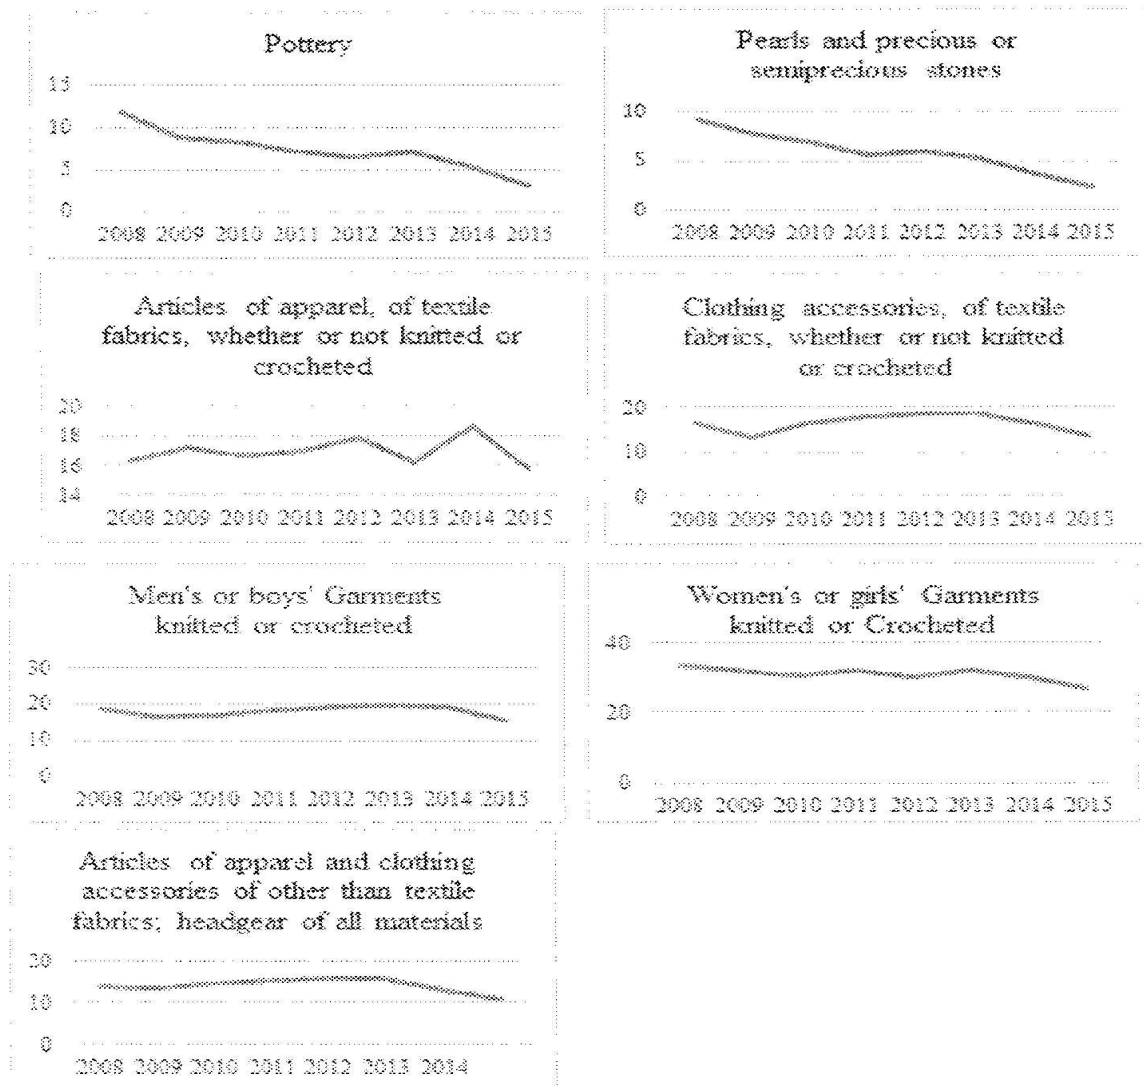 Pottery
15
10
5
0
2008 2009 2010 2011 2012 2013 2014 2015
Pearls and precious or
semiprecious stones
10
5
0
2008 2009 2010 2011 2012 2013 2014 2015
Articles of apparel, of textile
fabrics, whether or not knitted or
crocheted
20
18
16
14
2008 2009 2010 2011 2012 2013 2014 2015
Clothing accessories, of textile
fabrics, whether or not knitted
or crocheted
20
10
0
2008 2009 2010 2011 2012 2013 2014 2015
Men's or boys' Garments
knitted or crocheted
30
20
10
0
2008 2009 2010 2011 2012 2013 2014 2015
Women's or girls' Garments
knitted or Crocheted
40
20
0
2008 2009 2010 2011 2012 2013 2014 2015
Articles of apparel and clothing
accessories of other than textile
fabrics; headgear of all materials
20
10
0
2008 2009 2010 2011 2012 2013 2014